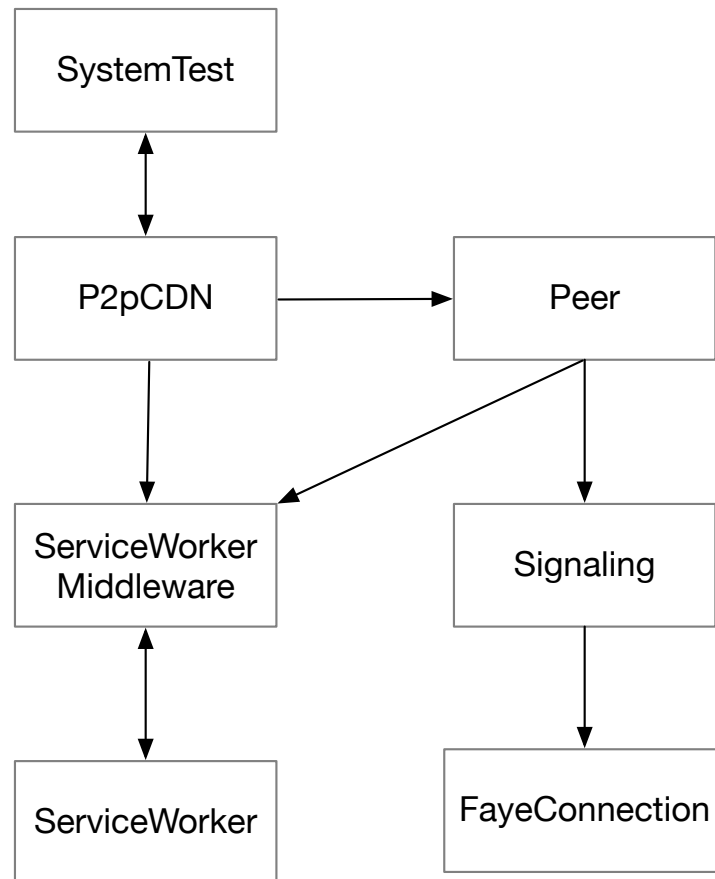 SystemTest
P2pCDN
Peer
ServiceWorker
Middleware
Signaling
ServiceWorker
FayeConnection